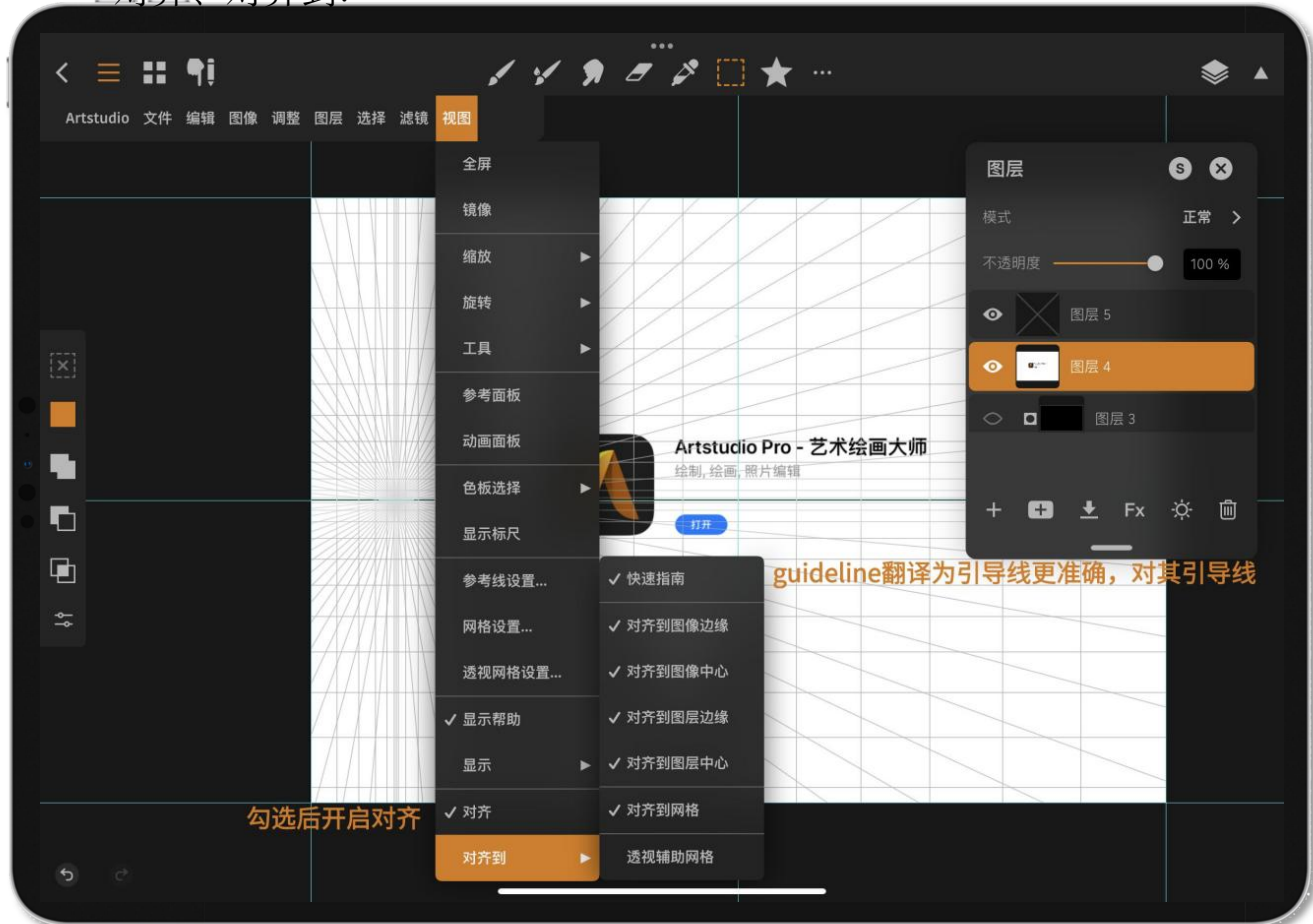 对齐、对齐到:
Artstudio 文件 编辑 图像 调整 图层 选择 滤镜 视图
全屏
镜像
缩放
旋转
工具
参考面板
动画面板
色板选择
显示标尺
参考线设置...
网格设置...
透视网格设置...
显示帮助
显示
对齐
对齐到
快速指南
对齐到图像边缘
对齐到图像中心
对齐到图层边缘
对齐到图层中心
对齐到网格
透视辅助网格
勾选后开启对齐
Artstudio Pro - 艺术绘画大师
绘制, 绘画, 照片编辑
打开
guideline翻译为引导线更准确，对其引导线
图层 S
模式 正常
不透明度 100 %
图层 5
图层 4
图层 3
Fx